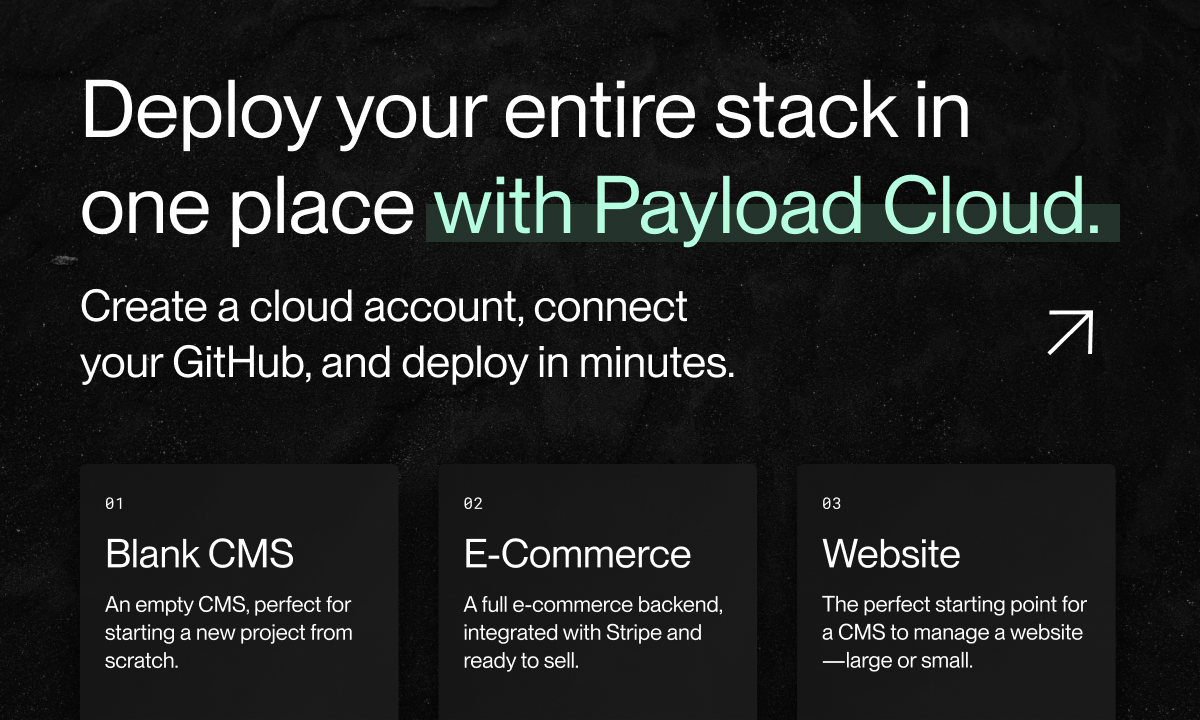 Deploy your entire stack in
one place with Payload Cloud.
Create a cloud account, connect
your GitHub, and deploy in minutes.
01
Blank CMS
An empty CMS, perfect for
starting a new project from
scratch.
02
E-Commerce
A full e-commerce backend,
integrated with Stripe and
ready to sell.
03
Website
The perfect starting point for
a CMS to manage a website
—large or small.